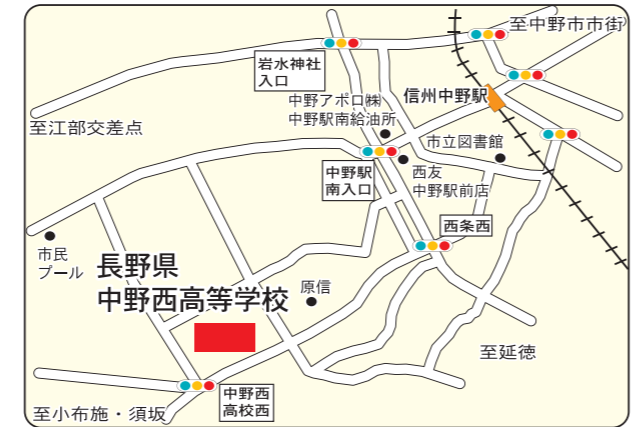 至中野市市街
岩水神社
入口
信州中野駅
中野アポロ㈱
中野駅南給油所
至江部交差点
市立図書館
中野駅
南入口
西友
中野駅前店
西条西
市民
プール
長野県
中野西高等学校
原信
至延徳
中野西
高校西
至小布施・須坂